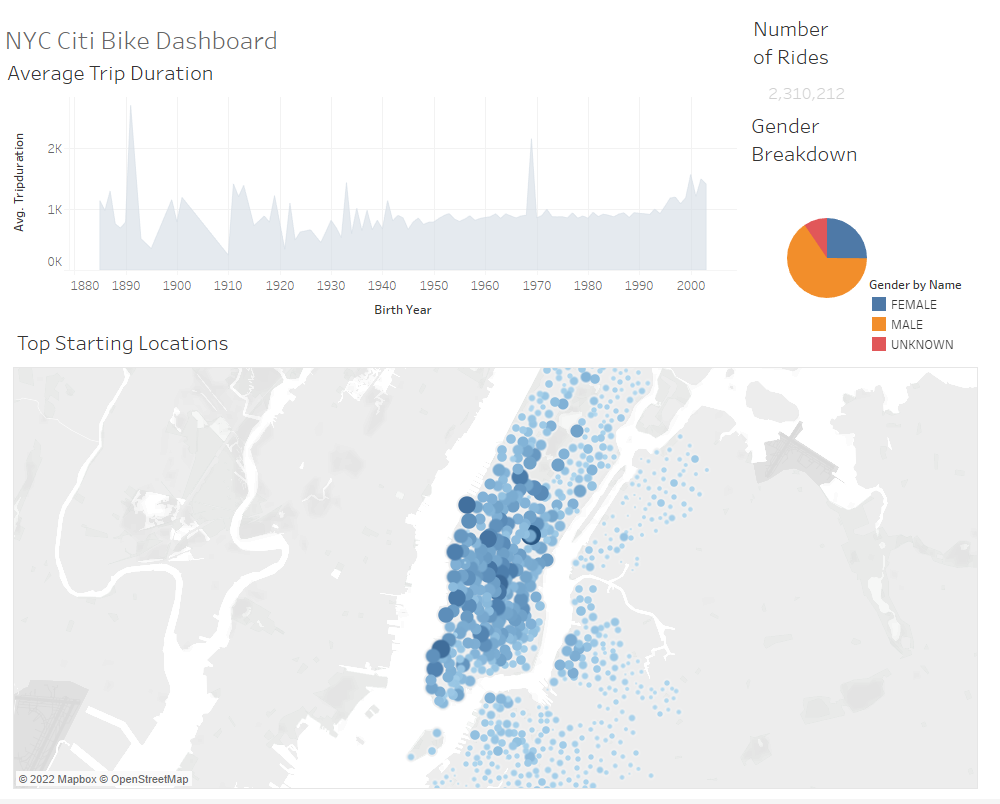 NYC Citi Bike Dashboard
Average Trip Duration
2K
1K
0K
Avg. Tripduration
1880 1890 1900 1910 1920 1930 1940 1950 1960 1970 1980 1990 2000
Birth Year
Number
of Rides
2,310,212
Gender
Breakdown
Gender by Name
FEMALE
MALE
UNKNOWN
Top Starting Locations
© 2022 Mapbox © OpenStreetMap